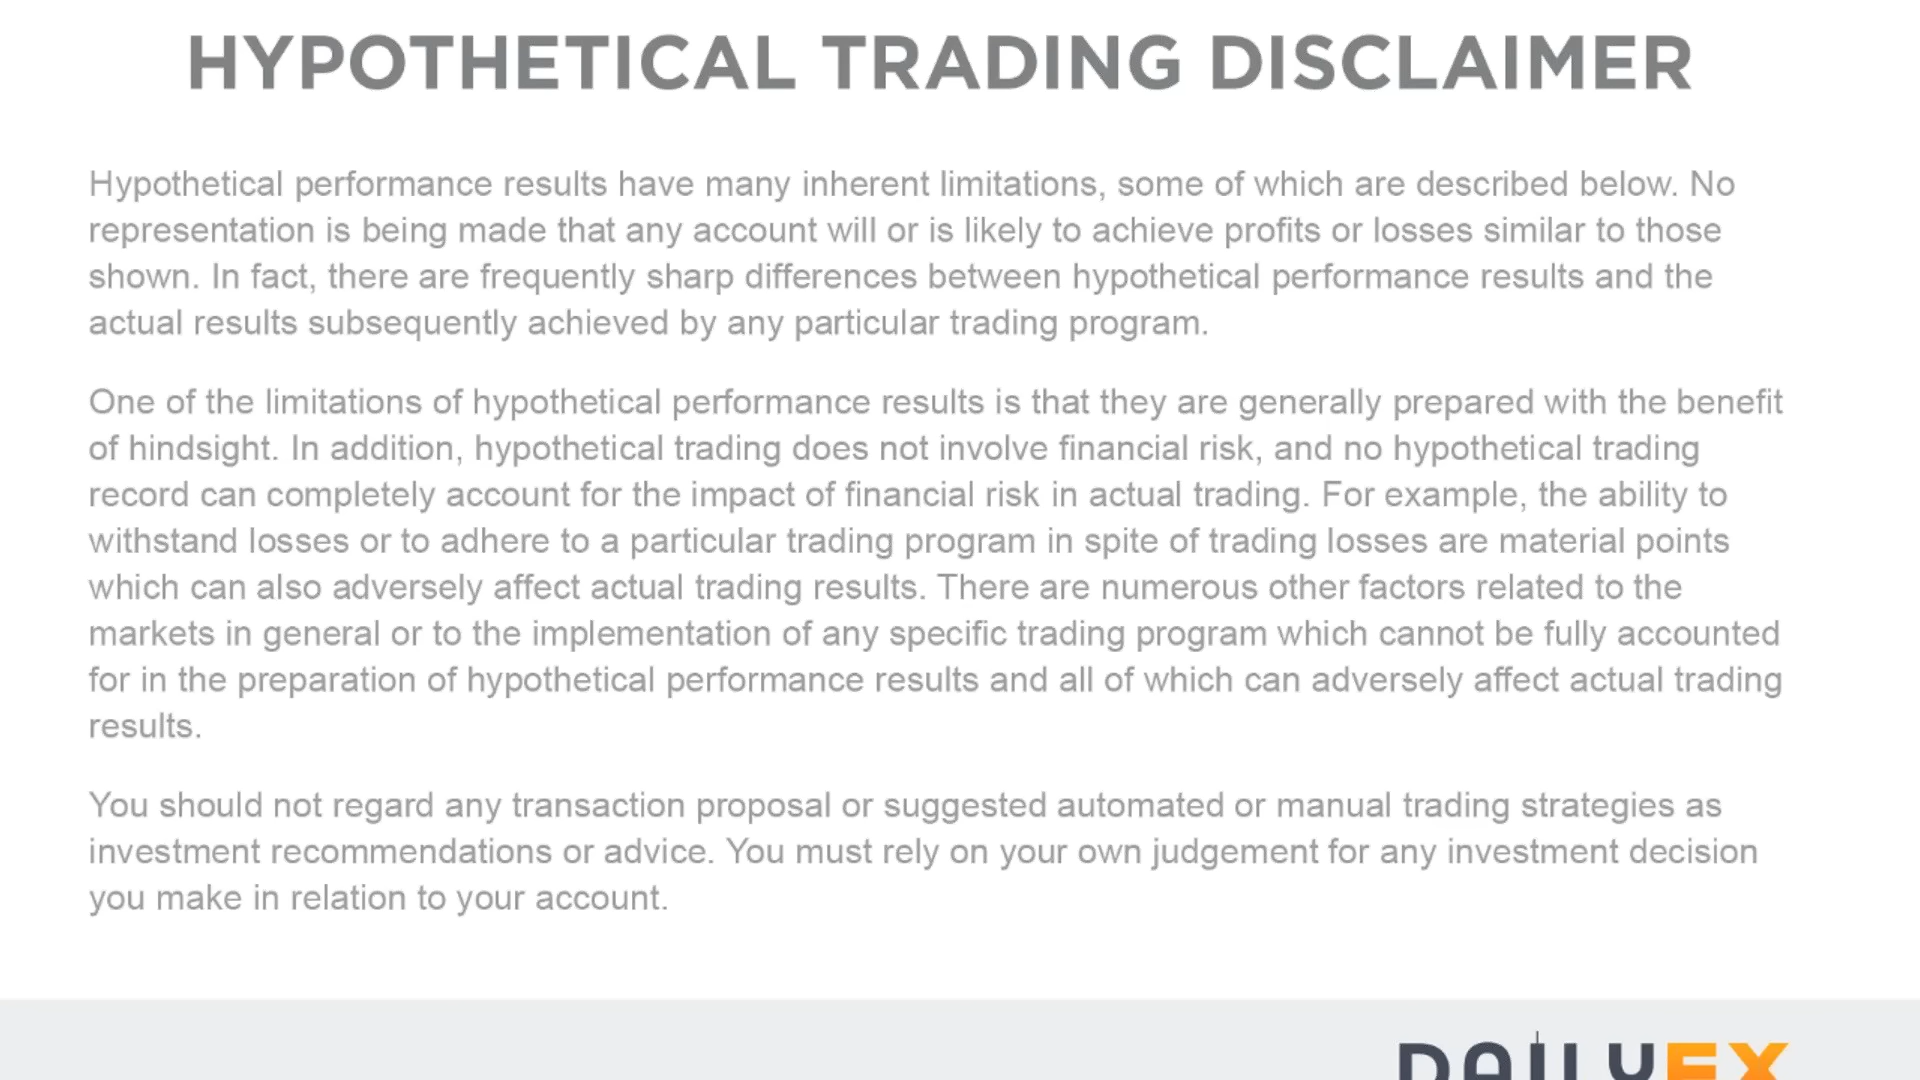 HYPOTHETICAL TRADING DISCLAIMER
Hypothetical performance results have many inherent limitations, some of which are described below. No
representation is being made that any account will or is likely to achieve profits or losses similar to those
shown. In fact, there are frequently sharp differences between hypothetical performance results and the
actual results subsequently achieved by any particular trading program.
One of the limitations of hypothetical performance results is that they are generally prepared with the benefit
of hindsight. In addition, hypothetical trading does not involve financial risk, and no hypothetical trading
record can completely account for the impact of financial risk in actual trading. For example, the ability to
withstand losses or to adhere to a particular trading program in spite of trading losses are material points
which can also adversely affect actual trading results. There are numerous other factors related to the
markets in general or to the implementation of any specific trading program which cannot be fully accounted
for in the preparation of hypothetical performance results and all of which can adversely affect actual trading
results.
You should not regard any transaction proposal or suggested automated or manual trading strategies as
investment recommendations or advice. You must rely on your own judgement for any investment decision
you make in relation to your account.
DAILYFX